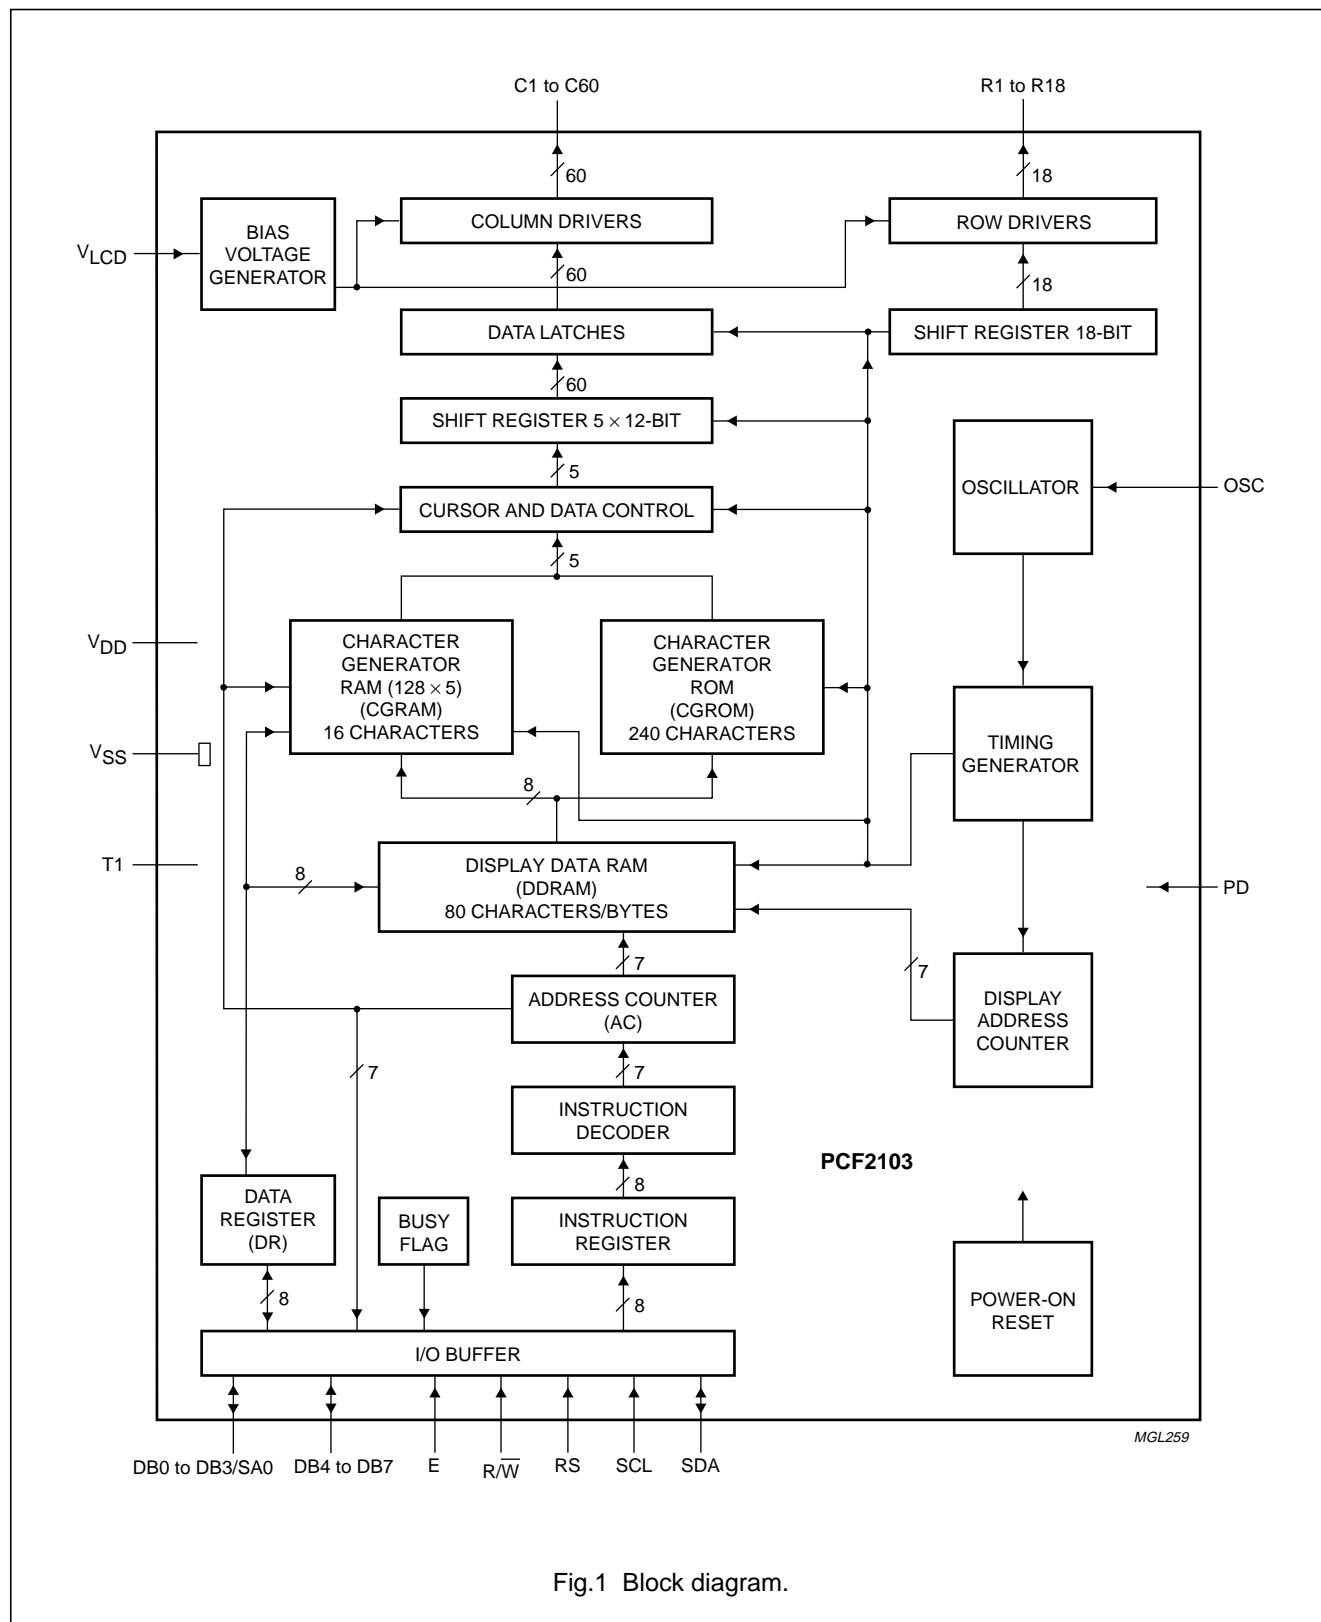 C1 to C60
R1 to R18
60
18
BIAS
VOLTAGE
GENERATOR
COLUMN DRIVERS
ROW DRIVERS
VLCD
60
18
DATA LATCHES
SHIFT REGISTER 18-BIT
60
SHIFT REGISTER 5 × 12-BIT
5
OSCILLATOR
OSC
CURSOR AND DATA CONTROL
5
VDD
CHARACTER
GENERATOR
RAM (128 × 5)
(CGRAM)
16 CHARACTERS
CHARACTER
GENERATOR
ROM
(CGROM)
240 CHARACTERS
VSS
TIMING
GENERATOR
8
T1
8
DISPLAY DATA RAM
(DDRAM)
80 CHARACTERS/BYTES
PD
7
7
ADDRESS COUNTER
(AC)
DISPLAY
ADDRESS
COUNTER
7
7
INSTRUCTION
DECODER
PCF2103
8
DATA
REGISTER
(DR)
BUSY
FLAG
INSTRUCTION
REGISTER
8
8
POWER-ON
RESET
I/O BUFFER
MGL259
DB0 to DB3/SA0
DB4 to DB7
E
R/W̅
RS
SCL
SDA
Fig.1 Block diagram.